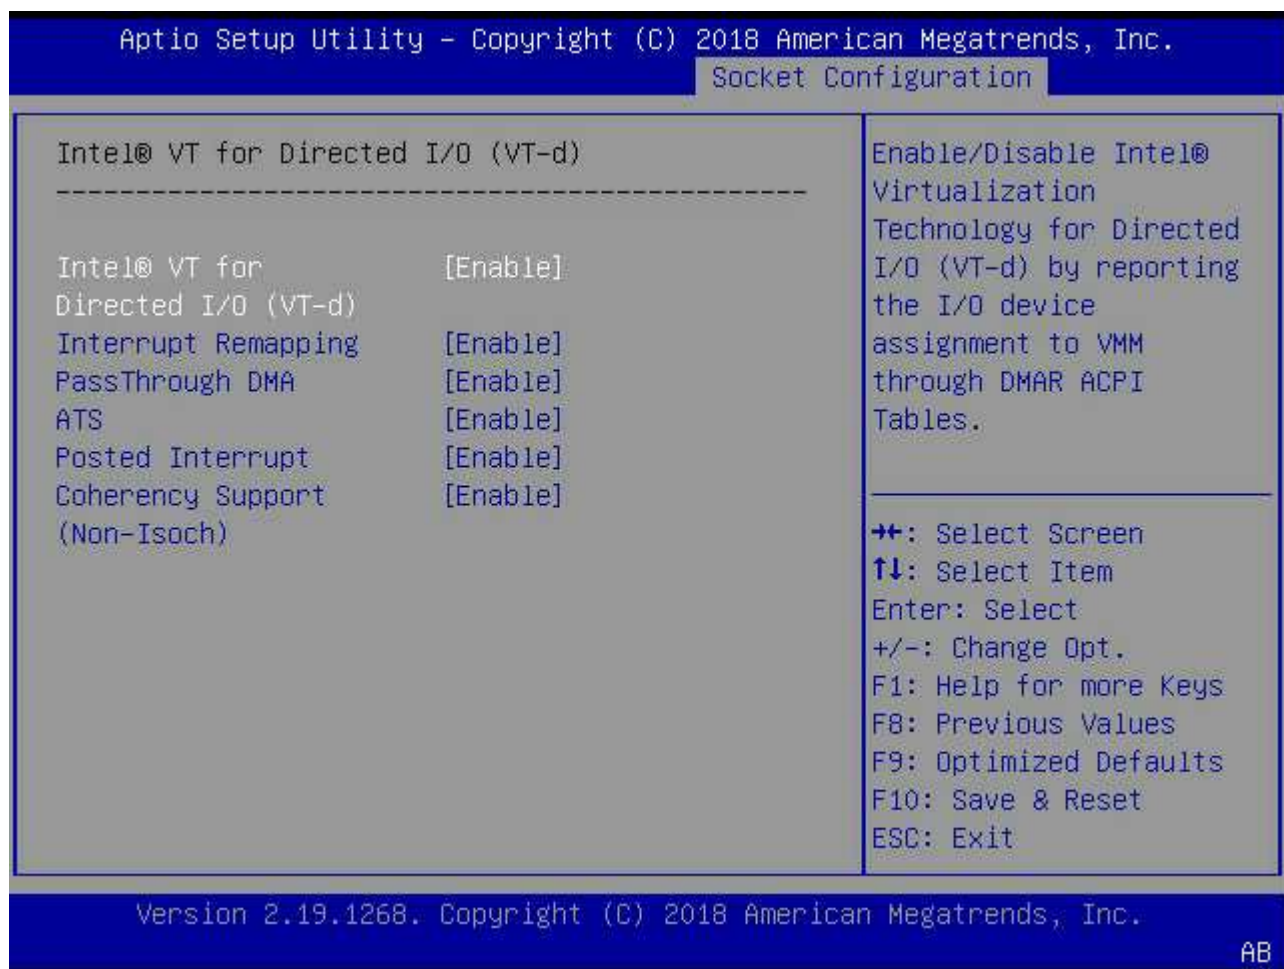 Aptio Setup Utility – Copyright (C) 2018 American Megatrends, Inc.
Socket Configuration
Intel® VT for Directed I/O (VT-d)
------------------------------------------------
Intel® VT for [Enable]
Directed I/O (VT-d)
Interrupt Remapping [Enable]
PassThrough DMA [Enable]
ATS [Enable]
Posted Interrupt [Enable]
Coherency Support [Enable]
(Non-Isoch)
Enable/Disable Intel®
Virtualization
Technology for Directed
I/O (VT-d) by reporting
the I/O device
assignment to VMM
through DMAR ACPI
Tables.
→←: Select Screen
↑↓: Select Item
Enter: Select
+/-: Change Opt.
F1: Help for more Keys
F8: Previous Values
F9: Optimized Defaults
F10: Save & Reset
ESC: Exit
Version 2.19.1268. Copyright (C) 2018 American Megatrends, Inc.
AB